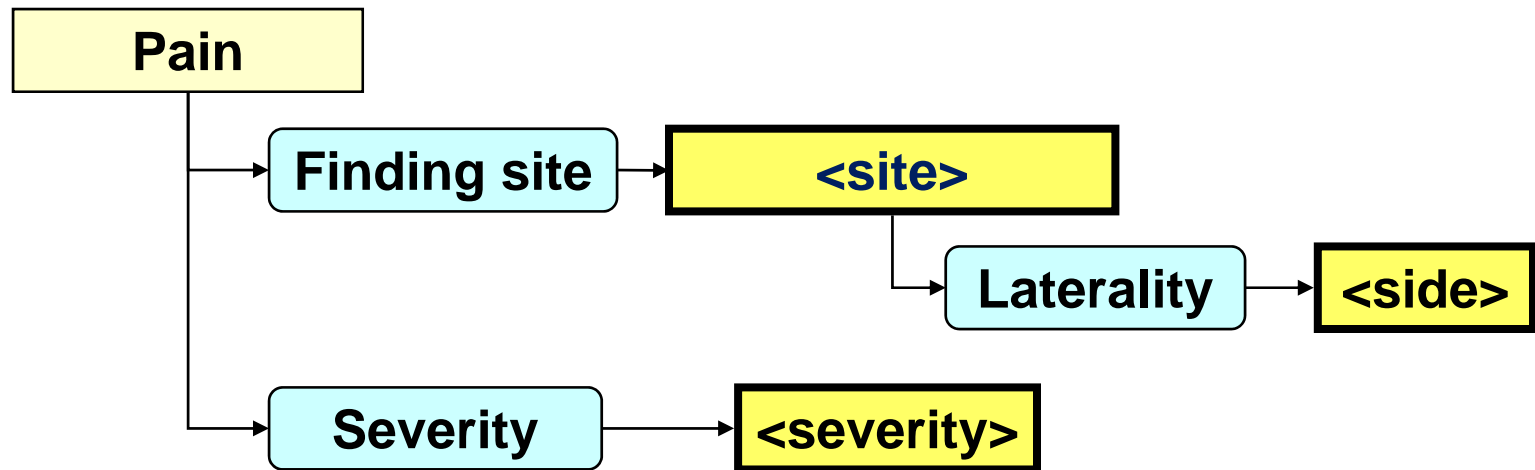 Pain
Finding site
<site>
Laterality
<side>
Severity
<severity>